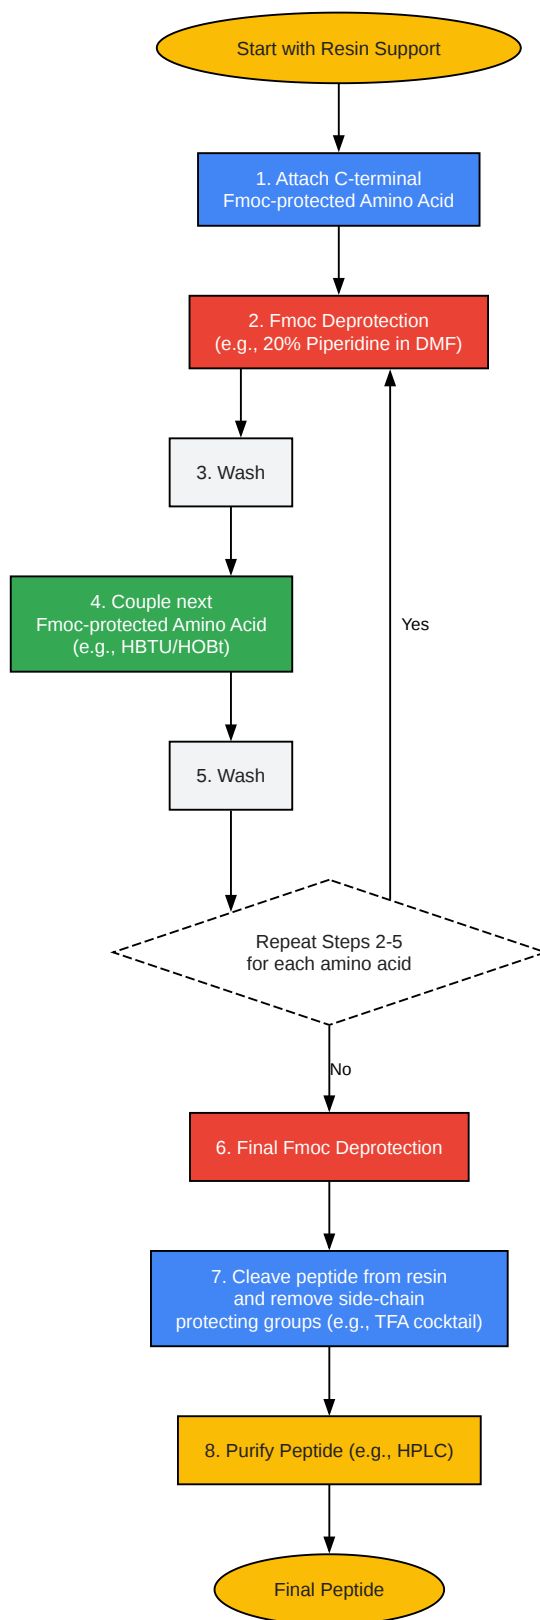 Start with Resin Support
1. Attach C-terminal
Fmoc-protected Amino Acid
2. Fmoc Deprotection
(e.g., 20% Piperidine in DMF)
3. Wash
4. Couple next
Fmoc-protected Amino Acid
(e.g., HBTU/HOBt)
Yes
5. Wash
Repeat Steps 2-5
for each amino acid
No
6. Final Fmoc Deprotection
7. Cleave peptide from resin
and remove side-chain
protecting groups (e.g., TFA cocktail)
8. Purify Peptide (e.g., HPLC)
Final Peptide